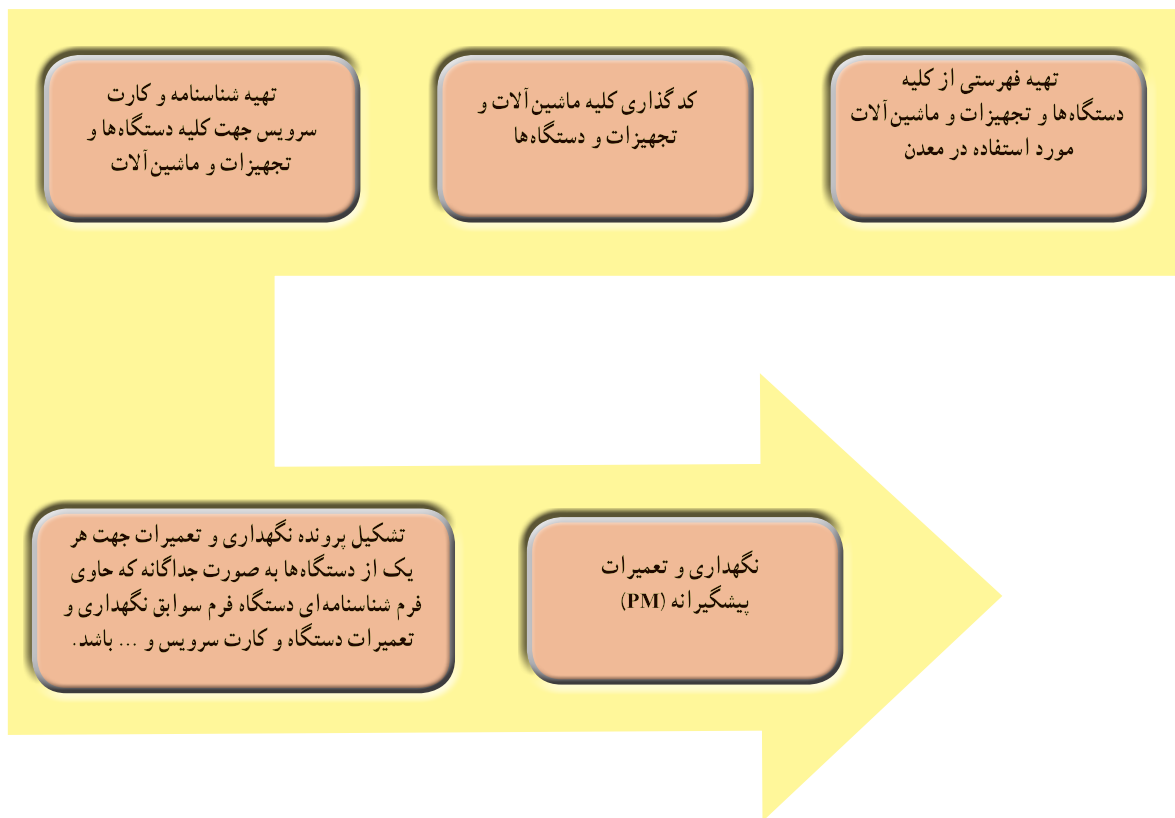 تهیه فهرستی از کلیه
دستگاه‌ها و تجهیزات و ماشین‌آلات
مورد استفاده در معدن
کد گذاری کلیه ماشین‌آلات و
تجهیزات و دستگاه‌ها
تهیه شناسنامه و کارت
سرویس جهت کلیه دستگاه‌ها و
تجهیزات و ماشین‌آلات
تشکیل پرونده نگهداری و تعمیرات جهت هر
یک از دستگاه‌ها به صورت جداگانه که حاوی
فرم شناسنامه‌ای دستگاه فرم سوابق نگهداری و
تعمیرات دستگاه و کارت سرویس و ... باشد.
نگهداری و تعمیرات
پیشگیرانه (PM)